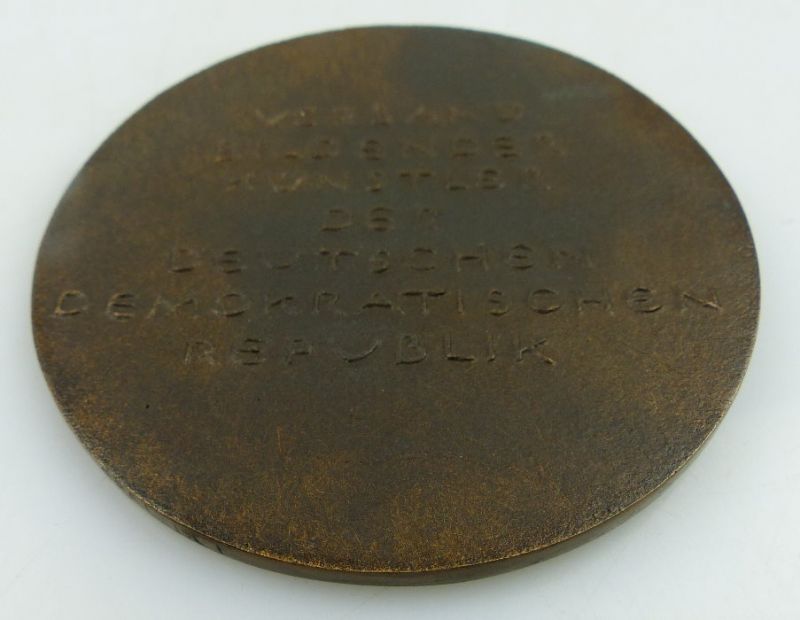 VERBAND
BILDENDER
KÜNSTLER
DER
DEUTSCHEN
DEMOKRATISCHEN
REPUBLIK